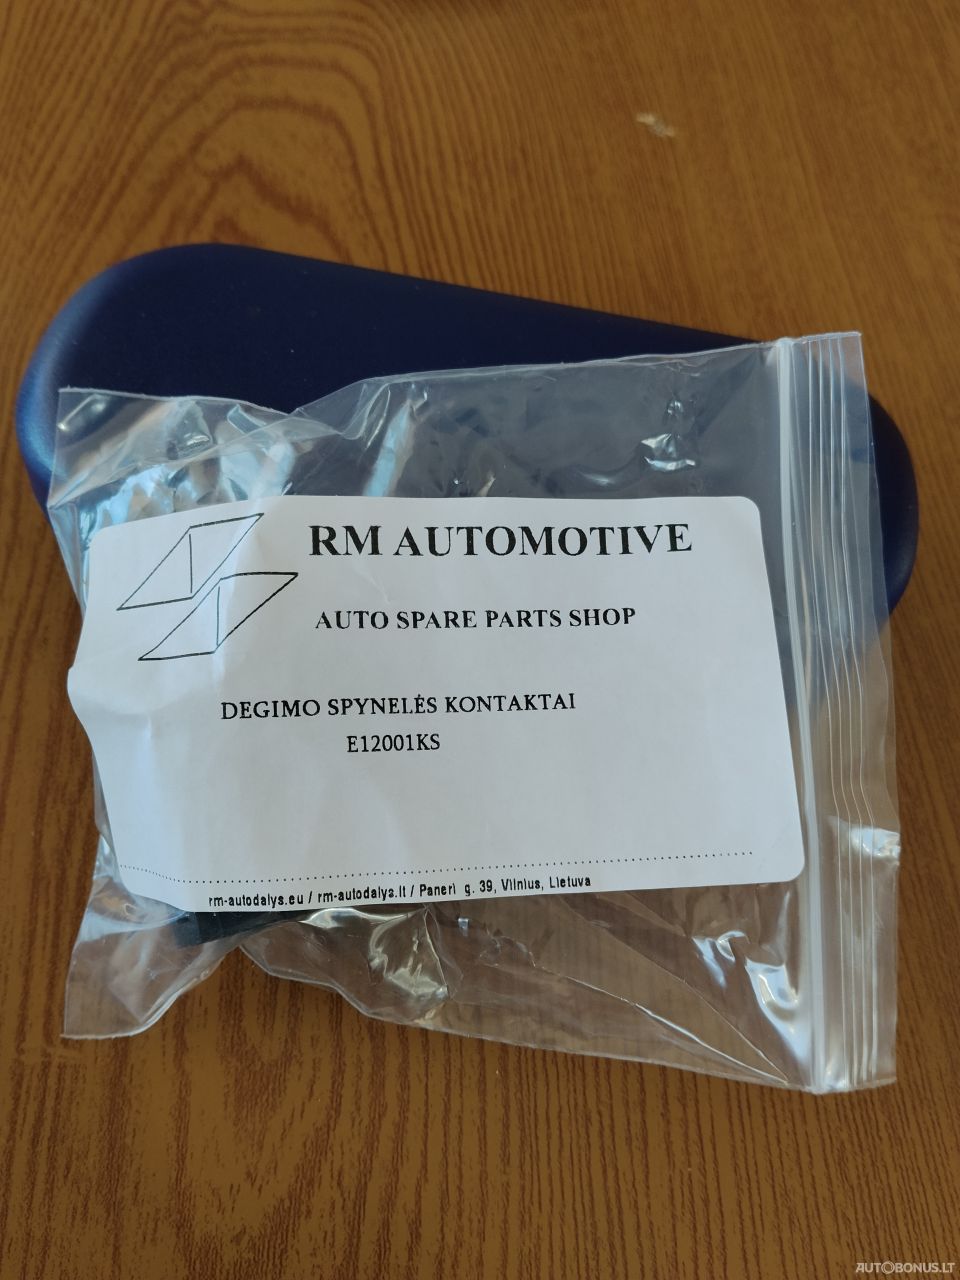 RM AUTOMOTIVE
AUTO SPARE PARTS SHOP
DEGIMO SPYNELĖS KONTAKTAI
E12001KS
rm-autodalys.eu / rm-autodalys.lt / Panerì g. 39, Vilnius, Lietuva
AUTOBONUS.LT